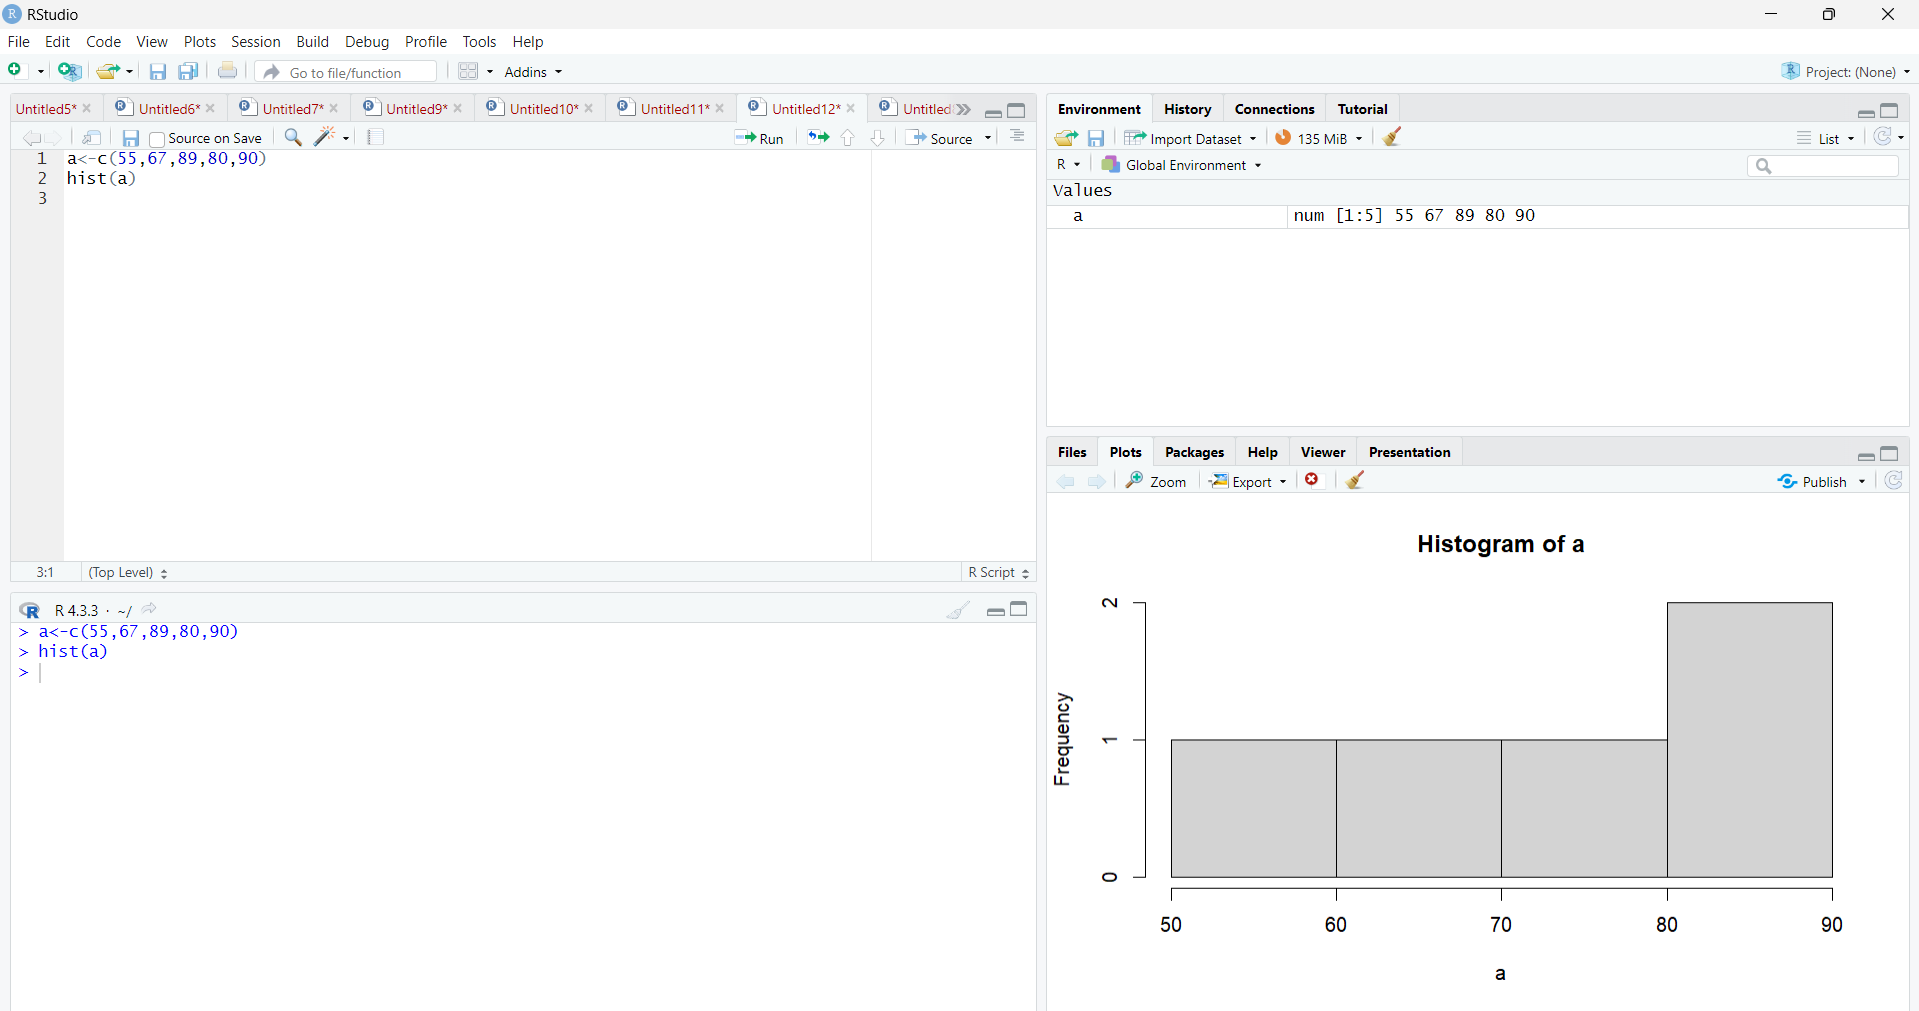 RStudio
File Edit Code View Plots Session Build Debug Profile Tools Help
Go to file/function Addins Project: (None)
Untitled5* Untitled6* Untitled7* Untitled9* Untitled10* Untitled11* Untitled12* Untitled
Source on Save Run Source
1 a<-c(55,67,89,80,90)
2 hist(a)
3
3:1 (Top Level) R Script
R 4.3.3 · ~/
> a<-c(55,67,89,80,90)
> hist(a)
>
Environment History Connections Tutorial
Import Dataset 135 MiB List
R Global Environment
Values
a num [1:5] 55 67 89 80 90
Files Plots Packages Help Viewer Presentation
Zoom Export Publish
Histogram of a
Frequency
2
1
0
50 60 70 80 90
a